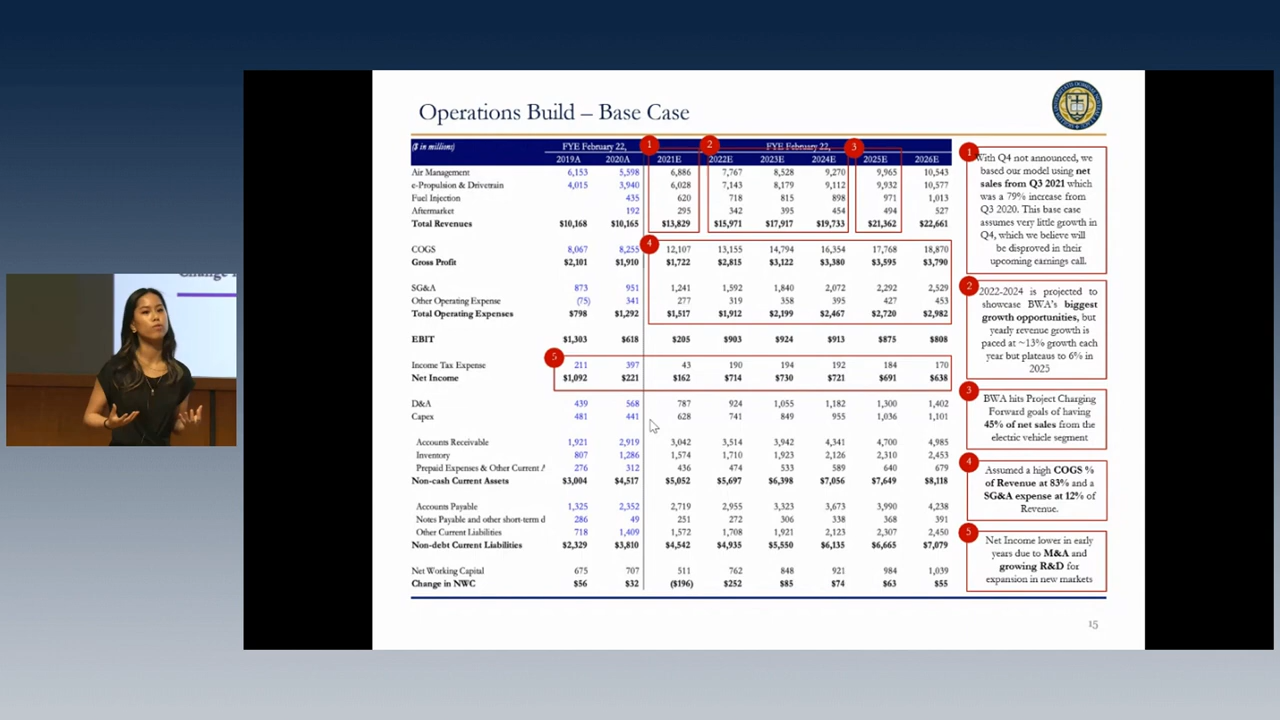 Operations Build – Base Case
($ in millions) FYE February 22, 1 2 FYE February 22, 3
2019A 2020A 2021E 2022E 2023E 2024E 2025E 2026E
Air Management 6,153 5,598 6,886 7,767 8,528 9,270 9,965 10,543
e-Propulsion & Drivetrain 4,015 3,940 6,028 7,143 8,179 9,112 9,932 10,577
Fuel Injection 435 620 718 815 898 971 1,013
Aftermarket 192 295 342 395 454 494 527
Total Revenues $10,168 $10,165 $13,829 $15,971 $17,917 $19,733 $21,362 $22,661
4
COGS 8,067 8,255 12,107 13,155 14,794 16,354 17,768 18,870
Gross Profit $2,101 $1,910 $1,722 $2,815 $3,122 $3,380 $3,595 $3,790
SG&A 873 951 1,241 1,592 1,840 2,072 2,292 2,529
Other Operating Expense (75) 341 277 319 358 395 427 453
Total Operating Expenses $798 $1,292 $1,517 $1,912 $2,199 $2,467 $2,720 $2,982
EBIT $1,303 $618 $205 $903 $924 $913 $875 $808
5
Income Tax Expense 211 397 43 190 194 192 184 170
Net Income $1,092 $221 $162 $714 $730 $721 $691 $638
D&A 439 568 787 924 1,055 1,182 1,300 1,402
Capex 481 441 628 741 849 955 1,036 1,101
Accounts Receivable 1,921 2,919 3,042 3,514 3,942 4,341 4,700 4,985
Inventory 807 1,286 1,574 1,710 1,923 2,126 2,310 2,453
Prepaid Expenses & Other Current 276 312 436 474 533 589 640 679
Non-cash Current Assets $3,004 $4,517 $5,052 $5,697 $6,398 $7,056 $7,649 $8,118
Accounts Payable 1,325 2,352 2,719 2,955 3,323 3,673 3,990 4,238
Notes Payable and other short-term d 286 49 251 272 306 338 368 391
Other Current Liabilities 718 1,409 1,572 1,708 1,921 2,123 2,307 2,450
Non-debt Current Liabilities $2,329 $3,810 $4,542 $4,935 $5,550 $6,135 $6,665 $7,079
Net Working Capital 675 707 511 762 848 921 984 1,039
Change in NWC $56 $32 ($196) $252 $85 $74 $63 $55
1
With Q4 not announced, we
based our model using net
sales from Q3 2021 which
was a 79% increase from
Q3 2020. This base case
assumes very little growth in
Q4, which we believe will
be disproved in their
upcoming earnings call.
2
2022-2024 is projected to
showcase BWA's biggest
growth opportunities, but
yearly revenue growth is
paced at ~13% growth each
year but plateaus to 6% in
2025
3
BWA hits Project Charging
Forward goals of having
45% of net sales from the
electric vehicle segment
4
Assumed a high COGS %
of Revenue at 83% and a
SG&A expense at 12% of
Revenue.
5
Net Income lower in early
years due to M&A and
growing R&D for
expansion in new markets
15